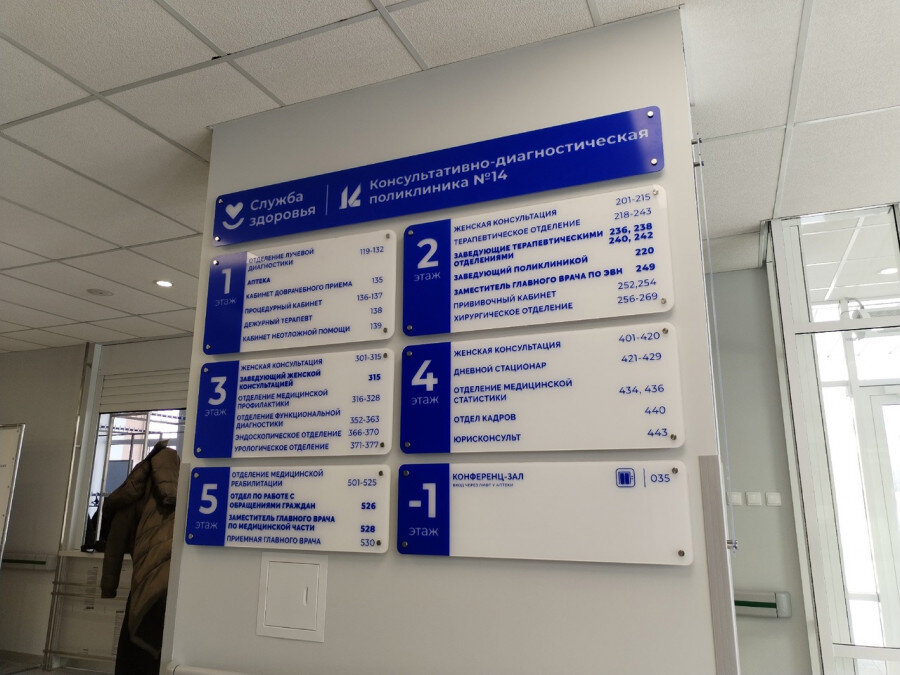 Служба
здоровья
Консультативно-диагностическая
поликлиника №14
1
этаж
ОТДЕЛЕНИЕ ЛУЧЕВОЙ
ДИАГНОСТИКИ 119-132
АПТЕКА
КАБИНЕТ ДОВРАЧЕБНОГО ПРИЕМА 135
ПРОЦЕДУРНЫЙ КАБИНЕТ 136-137
ДЕЖУРНЫЙ ТЕРАПЕВТ 138
КАБИНЕТ НЕОТЛОЖНОЙ ПОМОЩИ 139
2
этаж
ЖЕНСКАЯ КОНСУЛЬТАЦИЯ 201-215
ТЕРАПЕВТИЧЕСКОЕ ОТДЕЛЕНИЕ 218-243
ЗАВЕДУЮЩИЕ ТЕРАПЕВТИЧЕСКИМИ 236, 238
ОТДЕЛЕНИЯМИ 240, 242
ЗАВЕДУЮЩИЙ ПОЛИКЛИНИКОЙ 220
ЗАМЕСТИТЕЛЬ ГЛАВНОГО ВРАЧА ПО ЭВН 249
ПРИВИВОЧНЫЙ КАБИНЕТ 252,254
ХИРУРГИЧЕСКОЕ ОТДЕЛЕНИЕ 256-269
3
этаж
ЖЕНСКАЯ КОНСУЛЬТАЦИЯ 301-315
ЗАВЕДУЮЩИЙ ЖЕНСКОЙ
КОНСУЛЬТАЦИЕЙ 315
ОТДЕЛЕНИЕ МЕДИЦИНСКОЙ
ПРОФИЛАКТИКИ 316-328
ОТДЕЛЕНИЕ ФУНКЦИОНАЛЬНОЙ
ДИАГНОСТИКИ 352-363
ЭНДОСКОПИЧЕСКОЕ ОТДЕЛЕНИЕ 366-370
УРОЛОГИЧЕСКОЕ ОТДЕЛЕНИЕ 371-377
4
этаж
ЖЕНСКАЯ КОНСУЛЬТАЦИЯ 401-420
ДНЕВНОЙ СТАЦИОНАР 421-429
ОТДЕЛЕНИЕ МЕДИЦИНСКОЙ
СТАТИСТИКИ 434, 436
ОТДЕЛ КАДРОВ 440
ЮРИСКОНСУЛЬТ 443
5
этаж
ОТДЕЛЕНИЕ МЕДИЦИНСКОЙ
РЕАБИЛИТАЦИИ 501-525
ОТДЕЛ ПО РАБОТЕ С
ОБРАЩЕНИЯМИ ГРАЖДАН 526
ЗАМЕСТИТЕЛЬ ГЛАВНОГО ВРАЧА
ПО МЕДИЦИНСКОЙ ЧАСТИ 528
ПРИЕМНАЯ ГЛАВНОГО ВРАЧА 530
-1
этаж
КОНФЕРЕНЦ-ЗАЛ 035
ВХОД ЧЕРЕЗ ЛИФТ У АПТЕКИ